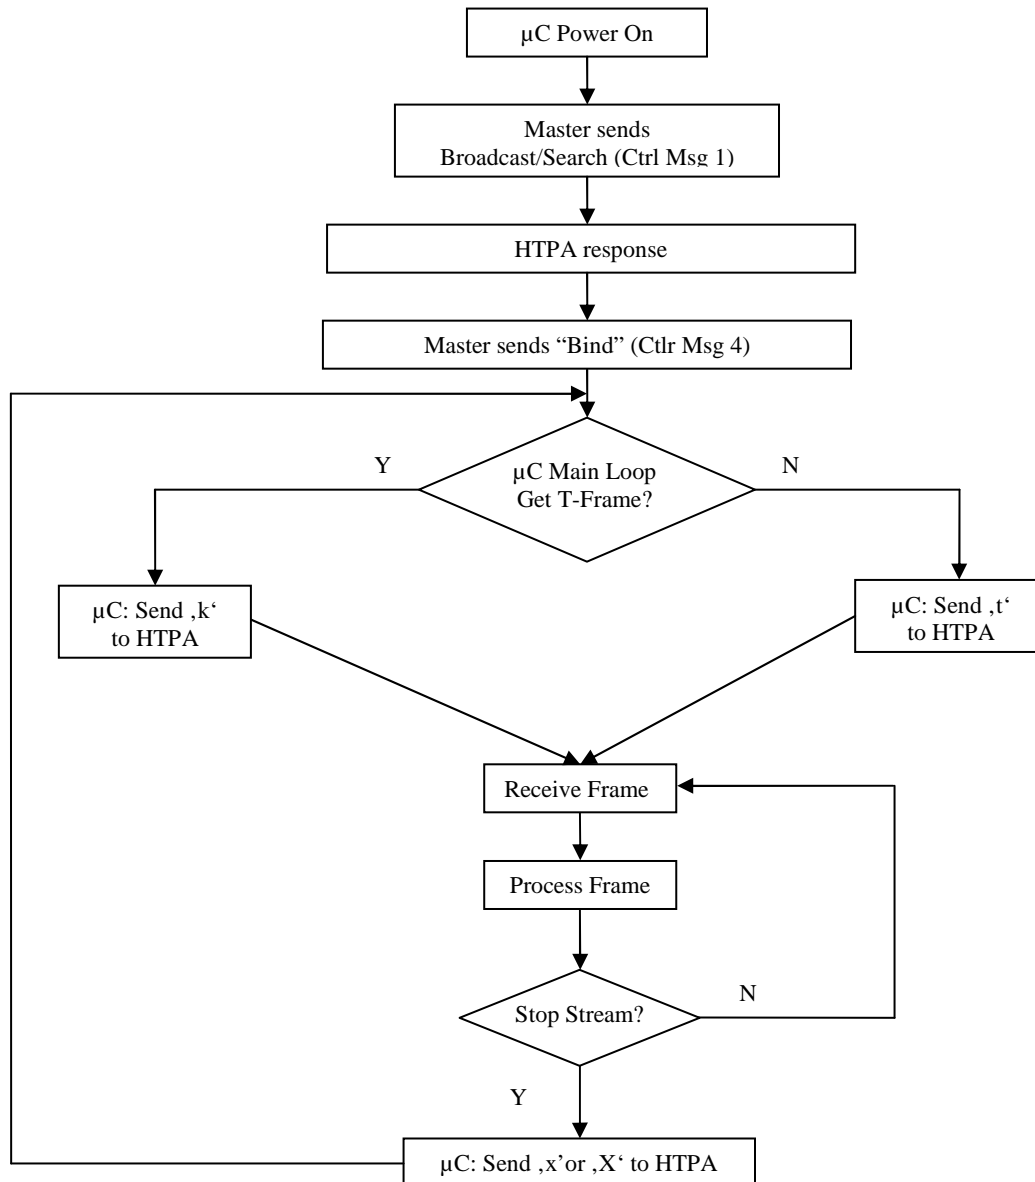 µC Power On
Master sends
Broadcast/Search (Ctrl Msg 1)
HTPA response
Master sends “Bind” (Ctlr Msg 4)
Y
N
µC Main Loop
Get T-Frame?
µC: Send ‚k‘
to HTPA
µC: Send ‚t‘
to HTPA
Receive Frame
Process Frame
N
Stop Stream?
Y
µC: Send ‚x’or ‚X‘ to HTPA